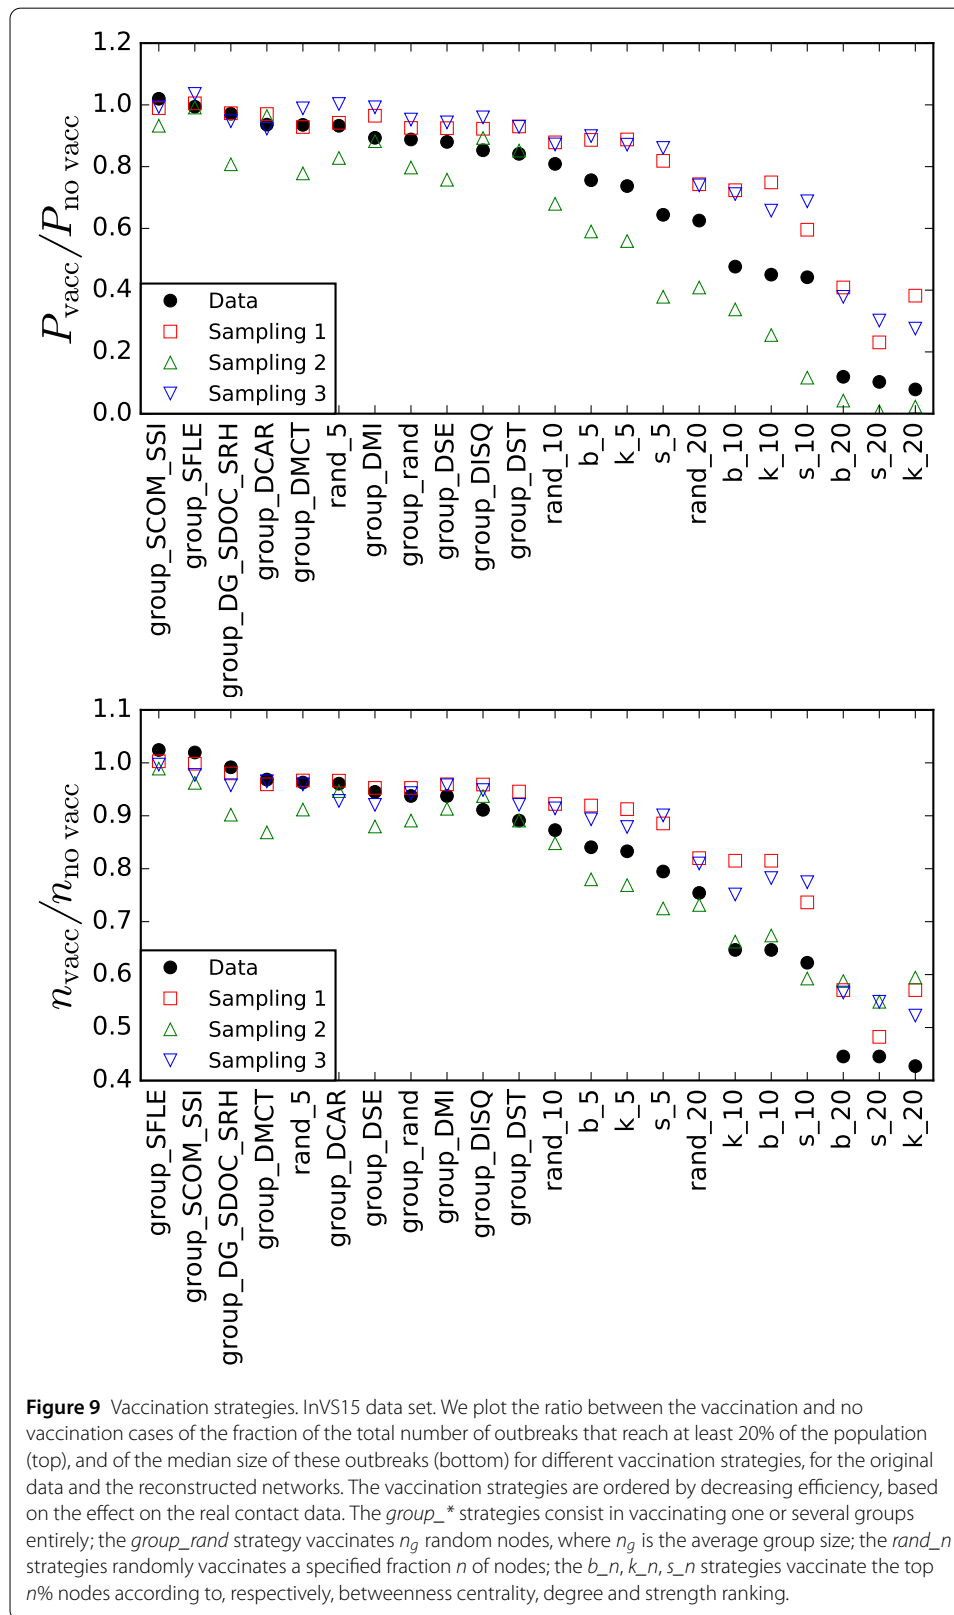 1.2
1.0
0.8
0.6
0.4
0.2
0.0
P_vacc/P_no vacc
Data
Sampling 1
Sampling 2
Sampling 3
group_SCOM_SSI
group_SFLE
group_DG_SDOC_SRH
group_DCAR
group_DMCT
rand_5
group_DMI
group_rand
group_DSE
group_DISQ
group_DST
rand_10
b_5
k_5
s_5
rand_20
b_10
k_10
s_10
b_20
s_20
k_20
1.1
1.0
0.9
0.8
0.7
0.6
0.5
0.4
n_vacc/n_no vacc
Data
Sampling 1
Sampling 2
Sampling 3
group_SFLE
group_SCOM_SSI
group_DG_SDOC_SRH
group_DMCT
rand_5
group_DCAR
group_DSE
group_rand
group_DMI
group_DISQ
group_DST
rand_10
b_5
k_5
s_5
rand_20
k_10
b_10
s_10
b_20
s_20
k_20
Figure 9 Vaccination strategies. InVS15 data set. We plot the ratio between the vaccination and no
vaccination cases of the fraction of the total number of outbreaks that reach at least 20% of the population
(top), and of the median size of these outbreaks (bottom) for different vaccination strategies, for the original
data and the reconstructed networks. The vaccination strategies are ordered by decreasing efficiency, based
on the effect on the real contact data. The group_* strategies consist in vaccinating one or several groups
entirely; the group_rand strategy vaccinates n_g random nodes, where n_g is the average group size; the rand_n
strategies randomly vaccinates a specified fraction n of nodes; the b_n, k_n, s_n strategies vaccinate the top
n% nodes according to, respectively, betweenness centrality, degree and strength ranking.